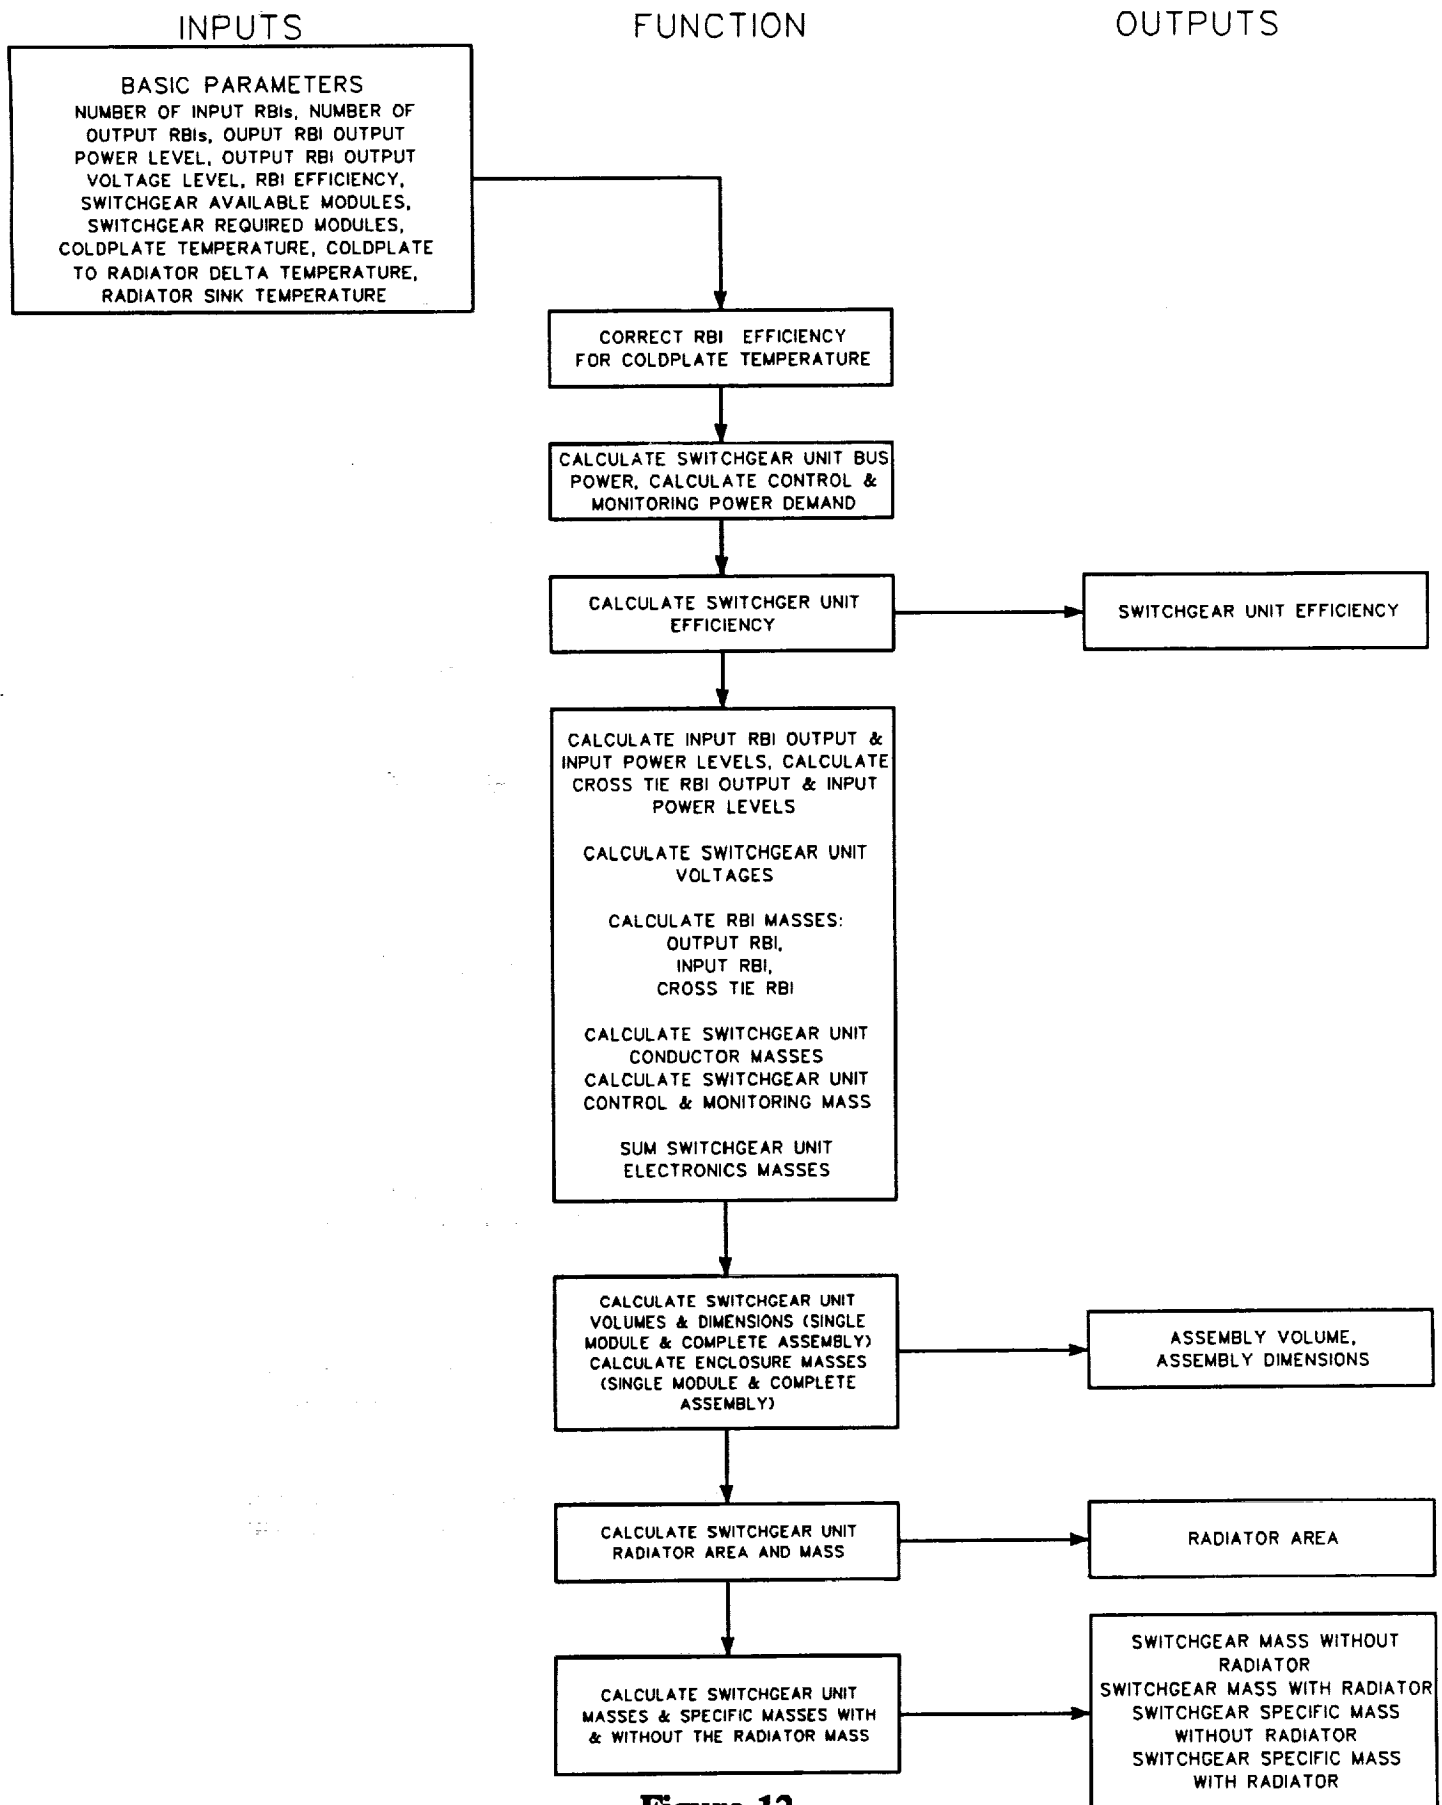 INPUTS
FUNCTION
OUTPUTS
BASIC PARAMETERS
NUMBER OF INPUT RBIs, NUMBER OF
OUTPUT RBIs, OUPUT RBI OUTPUT
POWER LEVEL, OUTPUT RBI OUTPUT
VOLTAGE LEVEL, RBI EFFICIENCY,
SWITCHGEAR AVAILABLE MODULES,
SWITCHGEAR REQUIRED MODULES,
COLDPLATE TEMPERATURE, COLDPLATE
TO RADIATOR DELTA TEMPERATURE,
RADIATOR SINK TEMPERATURE
CORRECT RBI EFFICIENCY
FOR COLDPLATE TEMPERATURE
CALCULATE SWITCHGEAR UNIT BUS
POWER, CALCULATE CONTROL &
MONITORING POWER DEMAND
CALCULATE SWITCHGER UNIT
EFFICIENCY
SWITCHGEAR UNIT EFFICIENCY
CALCULATE INPUT RBI OUTPUT &
INPUT POWER LEVELS, CALCULATE
CROSS TIE RBI OUTPUT & INPUT
POWER LEVELS
CALCULATE SWITCHGEAR UNIT
VOLTAGES
CALCULATE RBI MASSES:
OUTPUT RBI,
INPUT RBI,
CROSS TIE RBI
CALCULATE SWITCHGEAR UNIT
CONDUCTOR MASSES
CALCULATE SWITCHGEAR UNIT
CONTROL & MONITORING MASS
SUM SWITCHGEAR UNIT
ELECTRONICS MASSES
CALCULATE SWITCHGEAR UNIT
VOLUMES & DIMENSIONS (SINGLE
MODULE & COMPLETE ASSEMBLY)
CALCULATE ENCLOSURE MASSES
(SINGLE MODULE & COMPLETE
ASSEMBLY)
ASSEMBLY VOLUME,
ASSEMBLY DIMENSIONS
CALCULATE SWITCHGEAR UNIT
RADIATOR AREA AND MASS
RADIATOR AREA
CALCULATE SWITCHGEAR UNIT
MASSES & SPECIFIC MASSES WITH
& WITHOUT THE RADIATOR MASS
SWITCHGEAR MASS WITHOUT
RADIATOR
SWITCHGEAR MASS WITH RADIATOR
SWITCHGEAR SPECIFIC MASS
WITHOUT RADIATOR
SWITCHGEAR SPECIFIC MASS
WITH RADIATOR
Figure 12